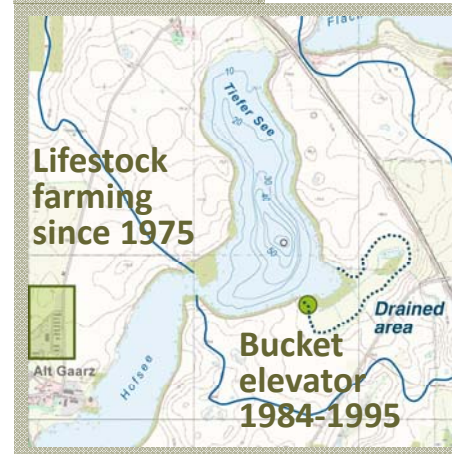 Flac
10
Tiefer See
20
30
40
50
Lifestock
farming
since 1975
Drained
area
Alt Gaarz
Hofsee
Bucket
elevator
1984-1995